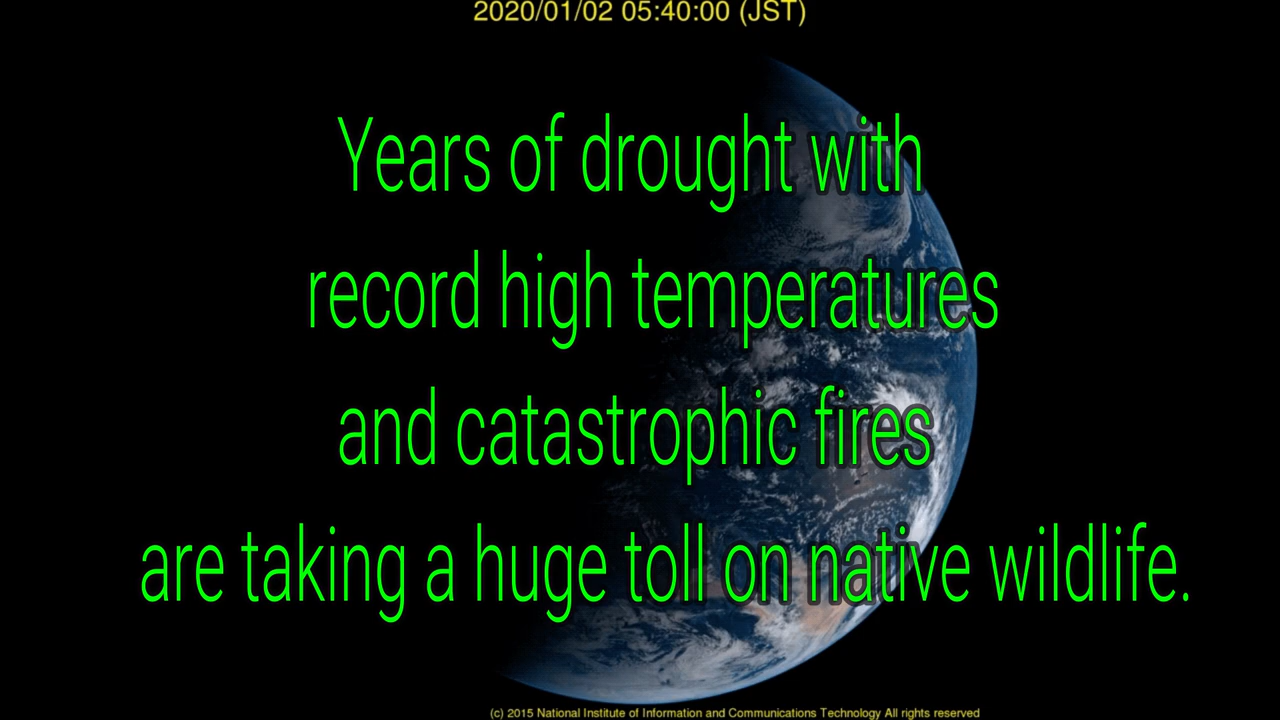 2020/01/02 05:40:00 (JST)
Years of drought with
record high temperatures
and catastrophic fires
are taking a huge toll on native wildlife.
(c) 2015 National Institute of Information and Communications Technology All rights reserved